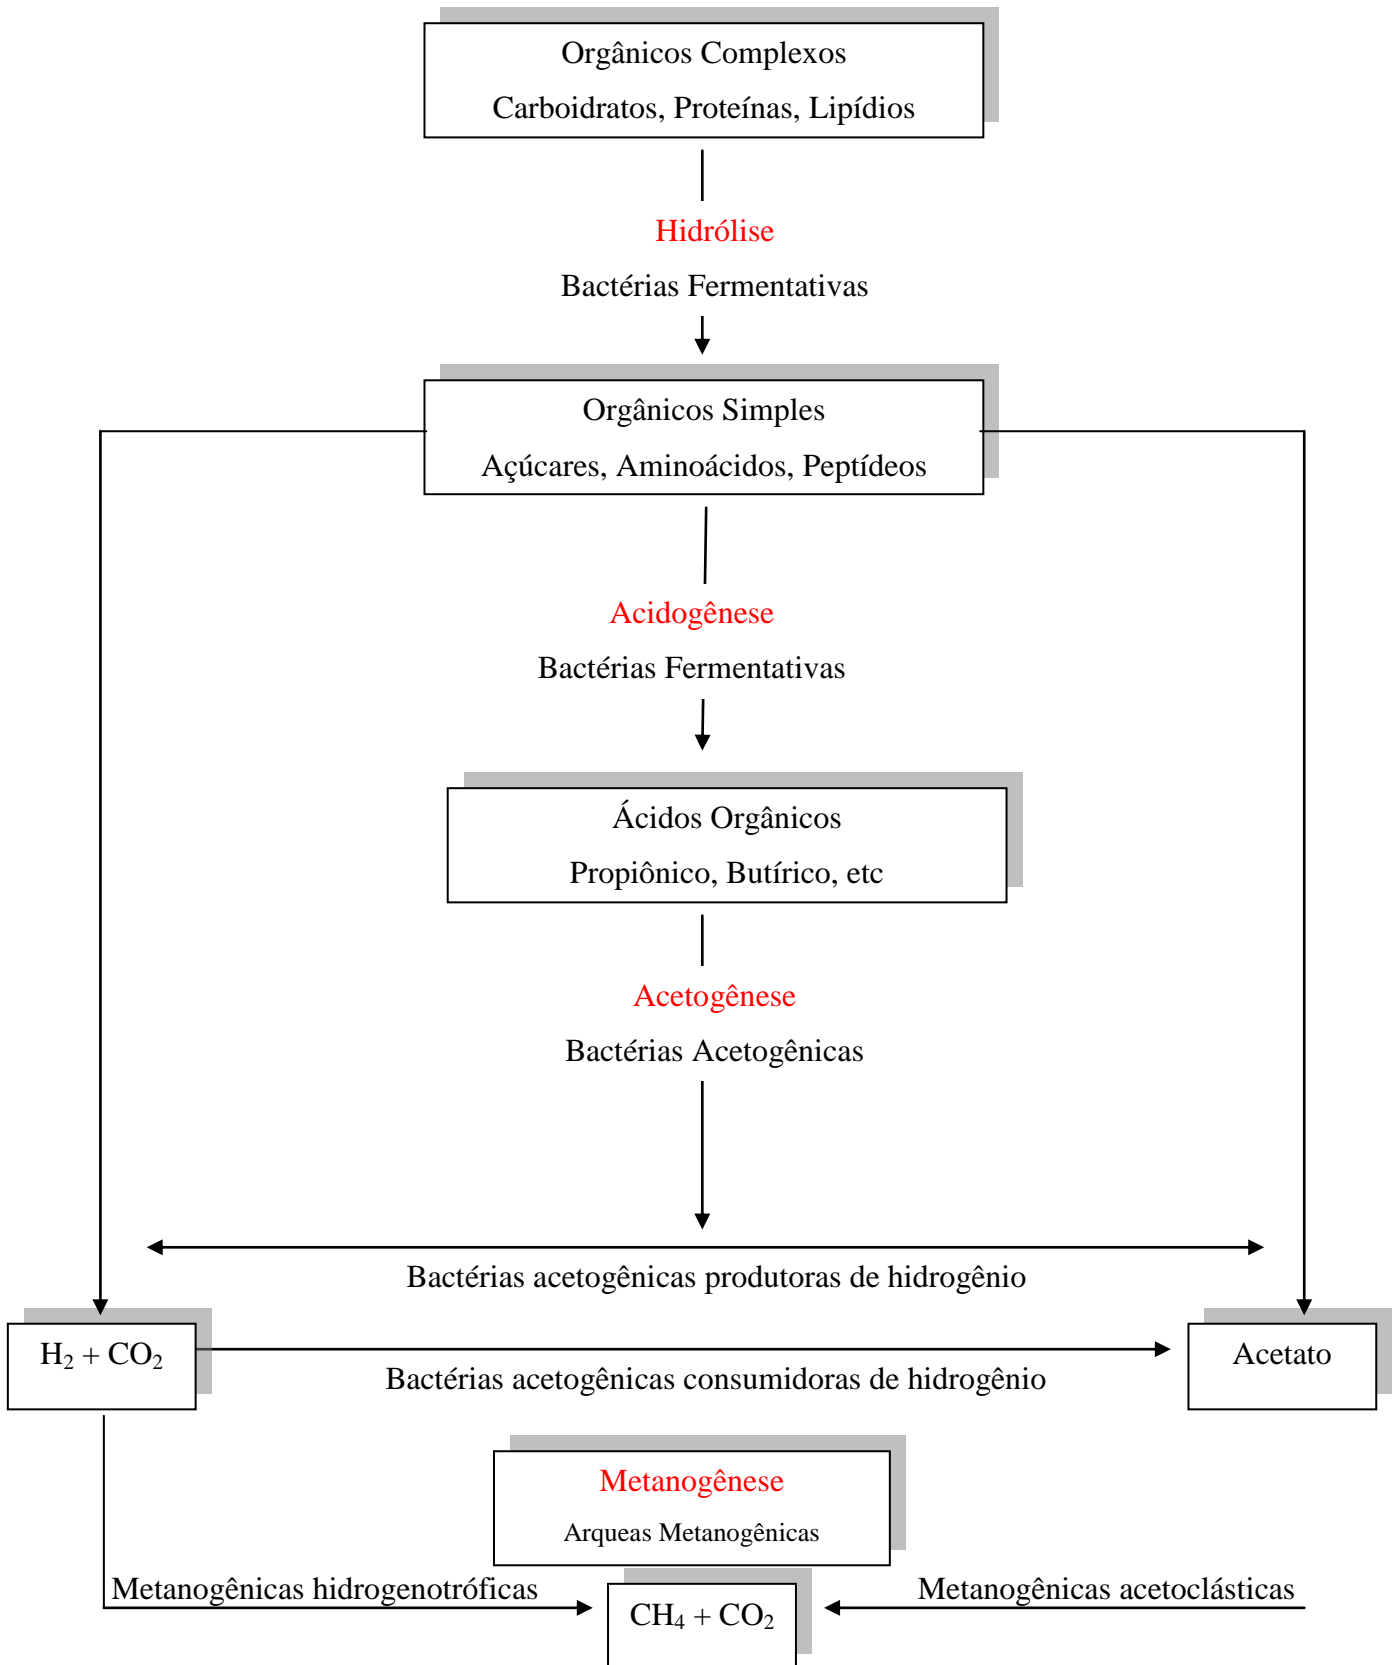 Orgânicos Complexos
Carboidratos, Proteínas, Lipídios
Hidrólise
Bactérias Fermentativas
Orgânicos Simples
Açúcares, Aminoácidos, Peptídeos
Acidogênese
Bactérias Fermentativas
Ácidos Orgânicos
Propiônico, Butírico, etc
Acetogênese
Bactérias Acetogênicas
Bactérias acetogênicas produtoras de hidrogênio
H₂ + CO₂
Acetato
Bactérias acetogênicas consumidoras de hidrogênio
Metanogênese
Arqueas Metanogênicas
Metanogênicas hidrogenotróficas
Metanogênicas acetoclásticas
CH₄ + CO₂